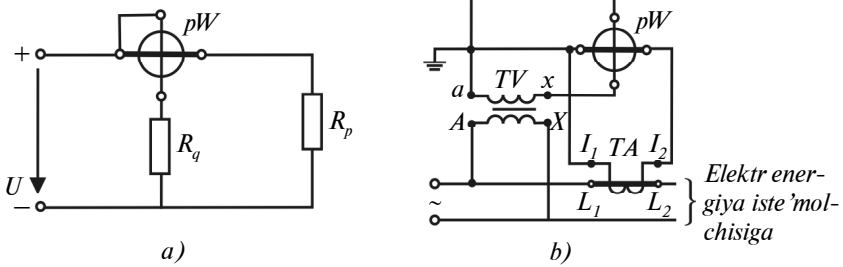 pW
+
R_q
R_p
U
–
a)
pW
a TV x
A X
I_1 TA I_2
L_1 L_2
~
Elektr ener-
giya iste’mol-
chisiga
b)